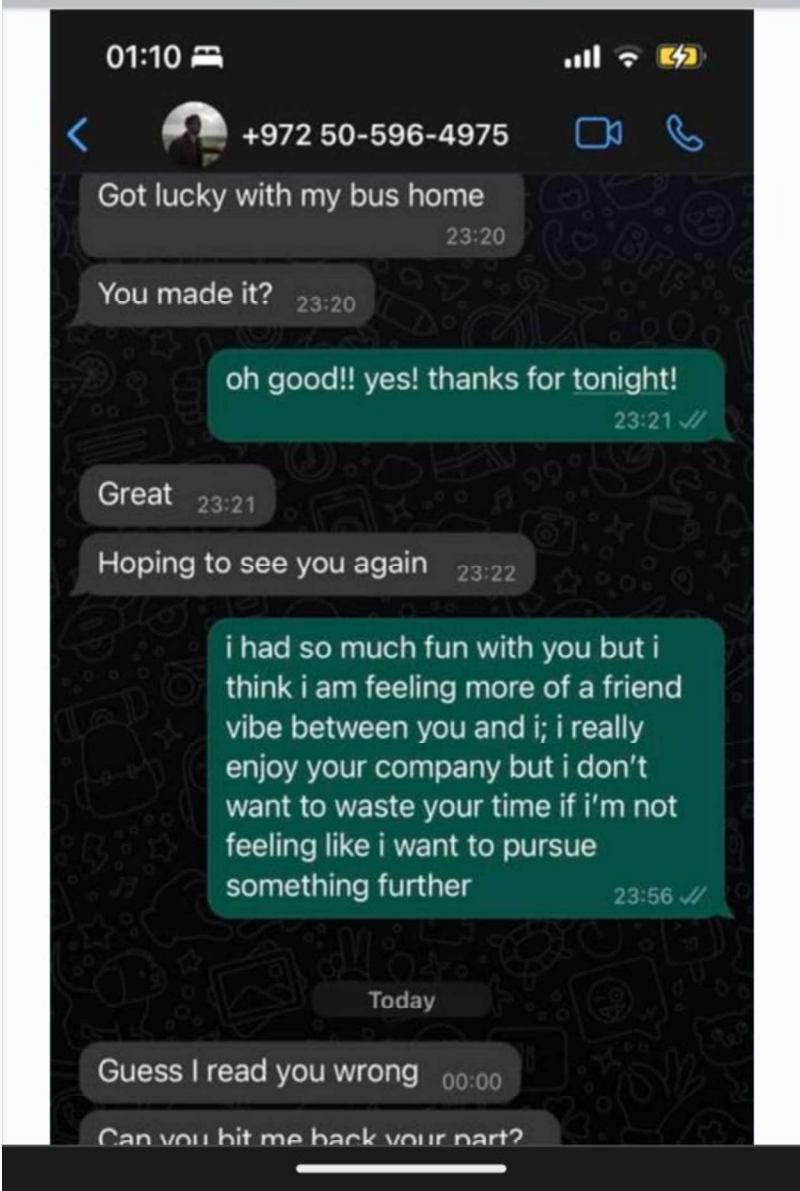 01:10
+972 50-596-4975
Got lucky with my bus home
23:20
You made it? 23:20
oh good!! yes! thanks for tonight!
23:21
Great 23:21
Hoping to see you again 23:22
i had so much fun with you but i
think i am feeling more of a friend
vibe between you and i; i really
enjoy your company but i don't
want to waste your time if i'm not
feeling like i want to pursue
something further 23:56
Today
Guess I read you wrong 00:00
Can you bit me back your part?